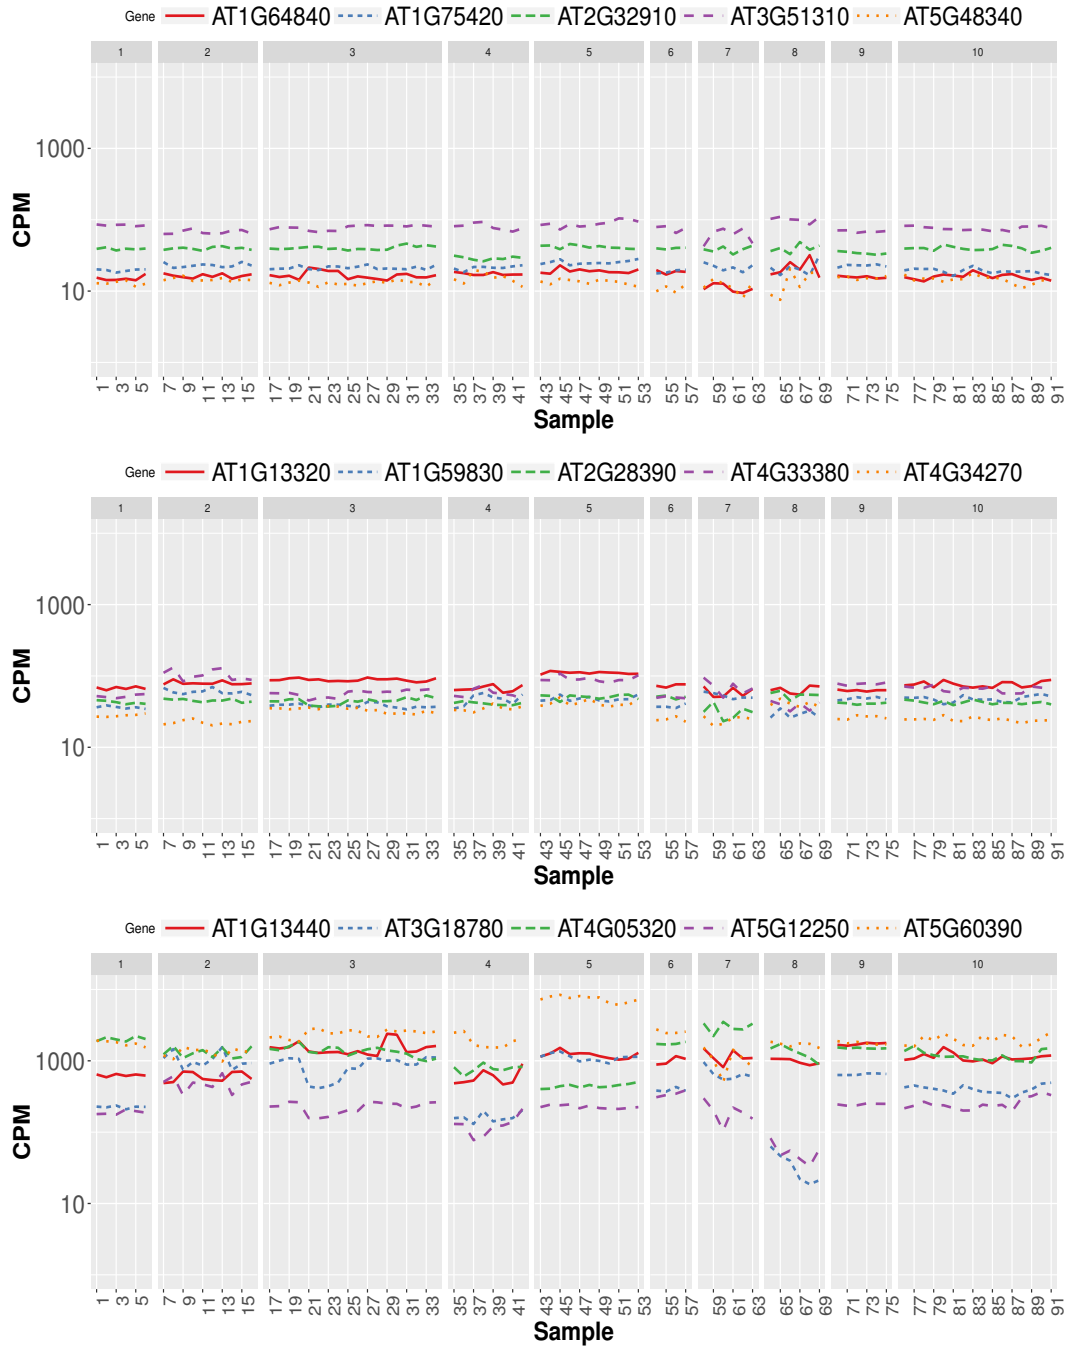 Gene AT1G64840 AT1G75420 AT2G32910 AT3G51310 AT5G48340
1 2 3 4 5 6 7 8 9 10
1000
10
CPM
1 3 5 7 9 11 13 15 17 19 21 23 25 27 29 31 33 35 37 39 41 43 45 47 49 51 53 55 57 59 61 63 65 67 69 71 73 75 77 79 81 83 85 87 89 91
Sample
Gene AT1G13320 AT1G59830 AT2G28390 AT4G33380 AT4G34270
1 2 3 4 5 6 7 8 9 10
1000
10
CPM
1 3 5 7 9 11 13 15 17 19 21 23 25 27 29 31 33 35 37 39 41 43 45 47 49 51 53 55 57 59 61 63 65 67 69 71 73 75 77 79 81 83 85 87 89 91
Sample
Gene AT1G13440 AT3G18780 AT4G05320 AT5G12250 AT5G60390
1 2 3 4 5 6 7 8 9 10
1000
10
CPM
1 3 5 7 9 11 13 15 17 19 21 23 25 27 29 31 33 35 37 39 41 43 45 47 49 51 53 55 57 59 61 63 65 67 69 71 73 75 77 79 81 83 85 87 89 91
Sample